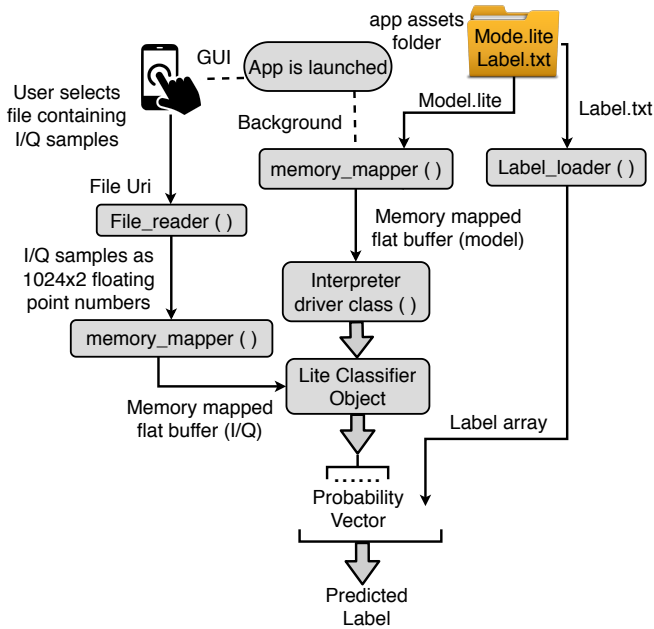 app assets
folder
Mode.lite
Label.txt
GUI
App is launched
User selects
file containing
I/Q samples
Model.lite
Label.txt
Background
memory_mapper ( )
Label_loader ( )
File Uri
File_reader ( )
Memory mapped
flat buffer (model)
I/Q samples as
1024x2 floating
point numbers
Interpreter
driver class ( )
memory_mapper ( )
Lite Classifier
Object
Memory mapped
flat buffer (I/Q)
Label array
......
Probability
Vector
Predicted
Label